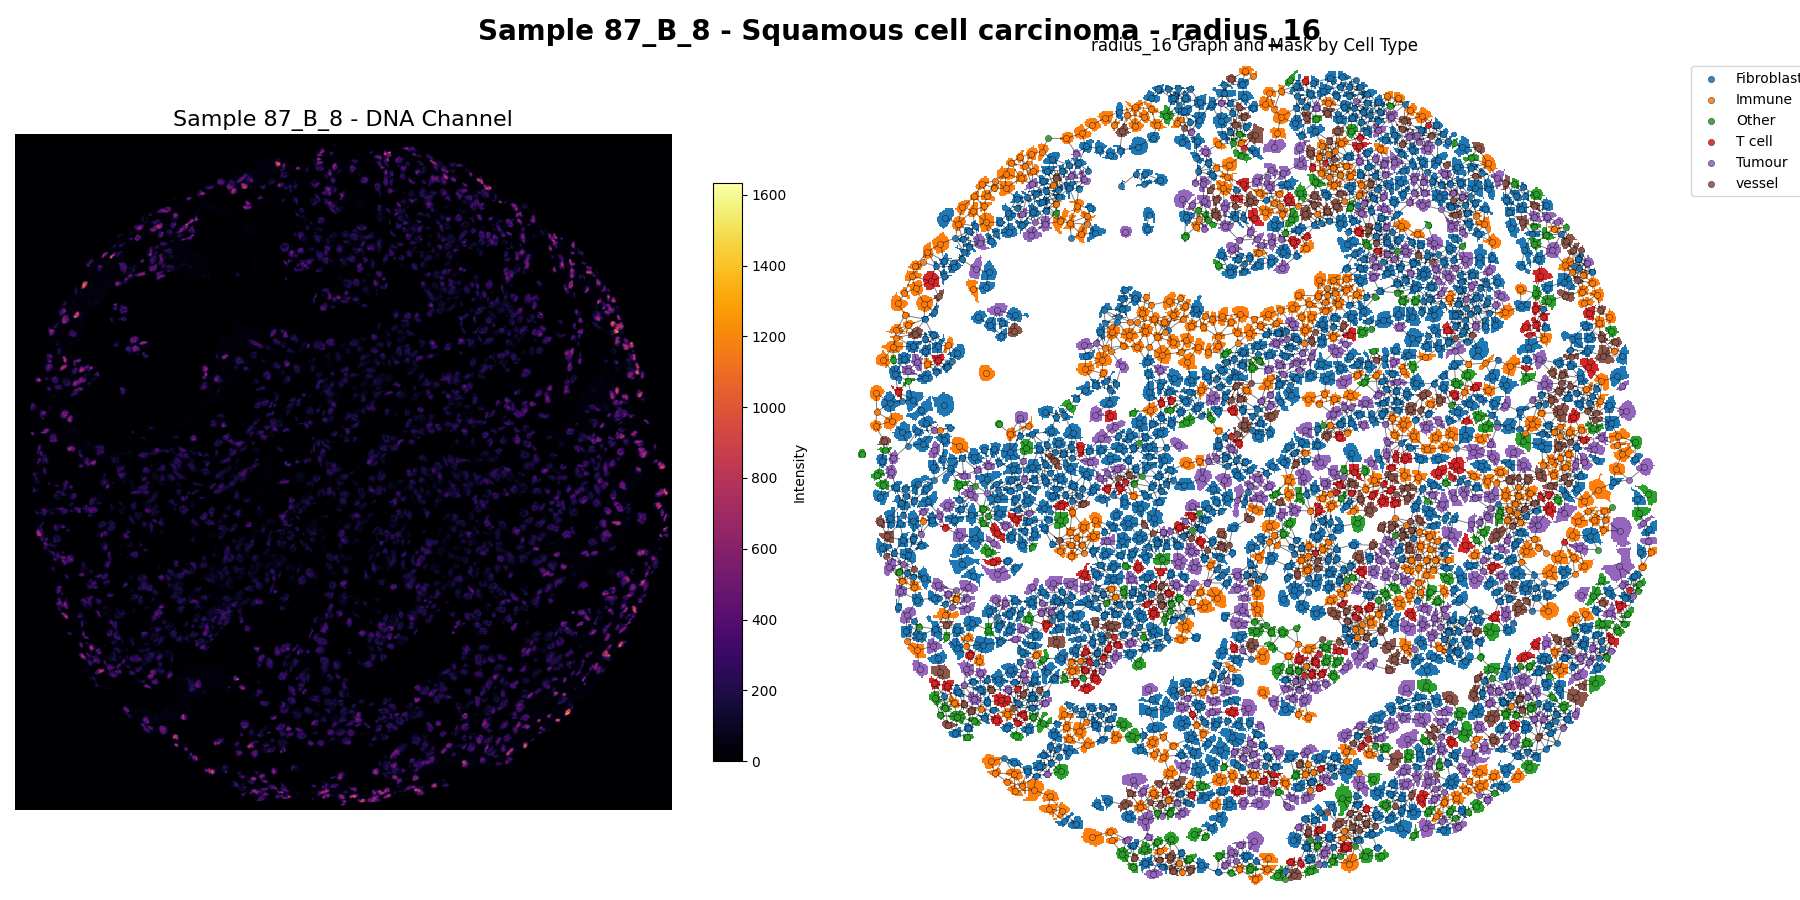 Sample 87_B_8 - Squamous cell carcinoma - radius_16
radius_16 Graph and Mask by Cell Type
Sample 87_B_8 - DNA Channel
1600
1400
1200
1000
800
600
400
200
0
Intensity
Fibroblast
Immune
Other
T cell
Tumour
vessel